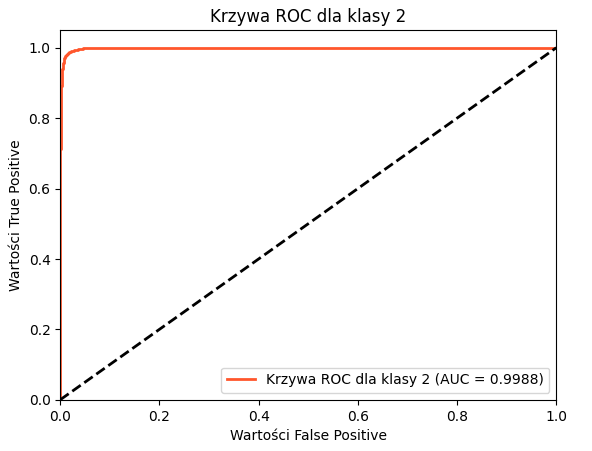 Krzywa ROC dla klasy 2
1.0
0.8
0.6
0.4
0.2
0.0
Wartości True Positive
Krzywa ROC dla klasy 2 (AUC = 0.9988)
0.0 0.2 0.4 0.6 0.8 1.0
Wartości False Positive